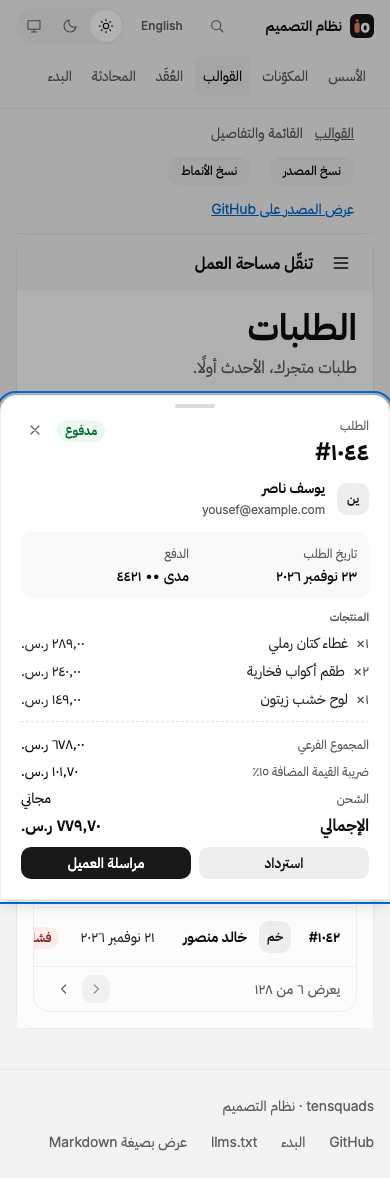 نظام التصميم
English
الأسس المكوّنات القوالب العُقَد المحادثة البدء
القوالب القائمة والتفاصيل
نسخ المصدر نسخ الأنماط
عرض المصدر على GitHub
تنقّل مساحة العمل
الطلبات
طلبات متجرك، الأحدث أولًا.
الطلب
مدفوع
#١٠٤٤
ين
يوسف ناصر
yousef@example.com
تاريخ الطلب الدفع
٢٣ نوفمبر ٢٠٢٦ مدى •• ٤٤٢١
المنتجات
١× غطاء كتان رملي ٢٨٩٫٠٠ ر.س.
٢× طقم أكواب فخارية ٢٤٠٫٠٠ ر.س.
١× لوح خشب زيتون ١٤٩٫٠٠ ر.س.
المجموع الفرعي ٦٧٨٫٠٠ ر.س.
ضريبة القيمة المضافة ١٥٪ ١٠١٫٧٠ ر.س.
الشحن مجاني
الإجمالي ٧٧٩٫٧٠ ر.س.
استرداد مراسلة العميل
#١٠٤٢ خم خالد منصور ٢١ نوفمبر ٢٠٢٦
يعرض ٦ من ١٢٨
tensquads · نظام التصميم
GitHub البدء llms.txt عرض بصيغة Markdown